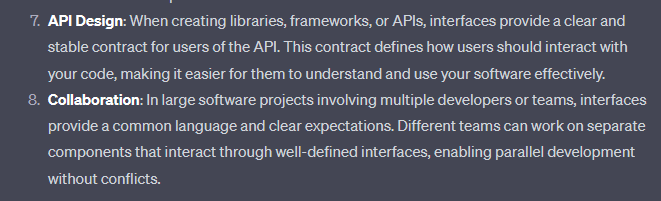 7. API Design: When creating libraries, frameworks, or APIs, interfaces provide a clear and
stable contract for users of the API. This contract defines how users should interact with
your code, making it easier for them to understand and use your software effectively.
8. Collaboration: In large software projects involving multiple developers or teams, interfaces
provide a common language and clear expectations. Different teams can work on separate
components that interact through well-defined interfaces, enabling parallel development
without conflicts.